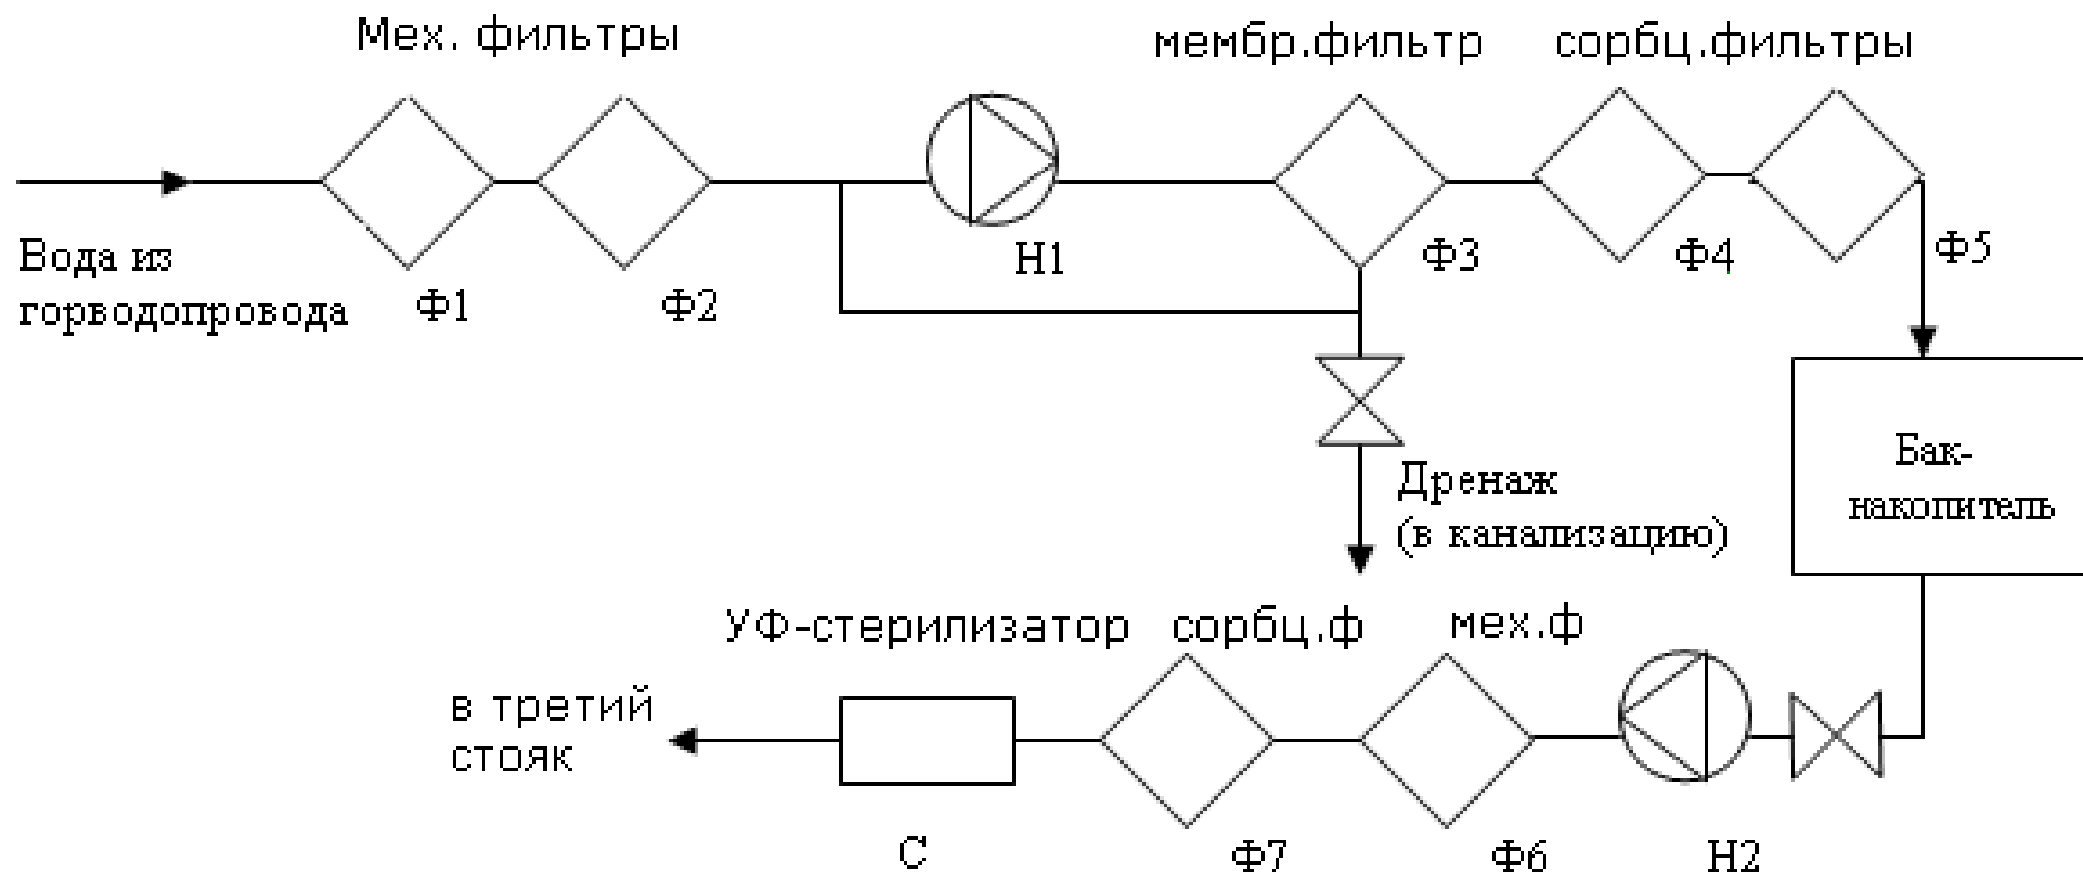 Мех. фильтры
мембр.фильтр
сорбц.фильтры
Вода из
горводопровода
Ф1
Ф2
Н1
Ф3
Ф4
Ф5
Бак-
накопитель
Дренаж
(в канализацию)
УФ-стерилизатор
сорбц.ф
мех.ф
в третий
стояк
С
Ф7
Ф6
Н2